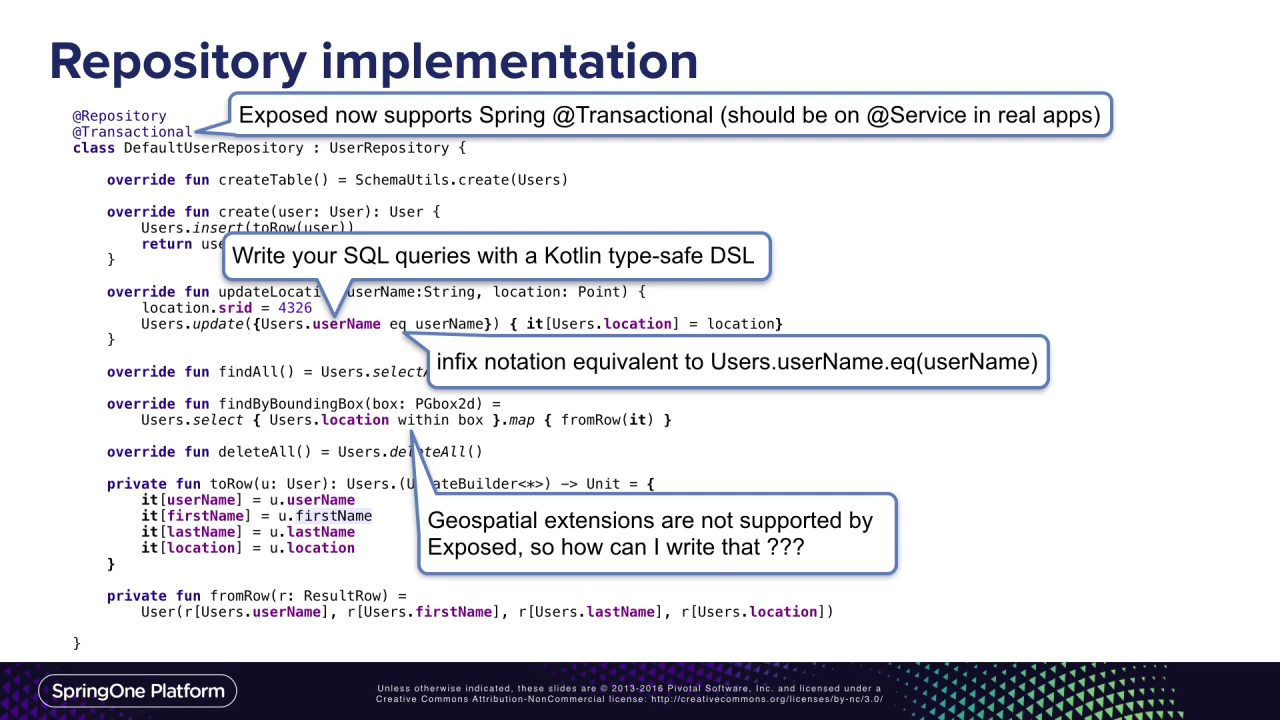 Repository implementation
@Repository
Exposed now supports Spring @Transactional (should be on @Service in real apps)
@Transactional
class DefaultUserRepository : UserRepository {
override fun createTable() = SchemaUtils.create(Users)
override fun create(user: User): User {
Users.insert(toRow(user))
return use
Write your SQL queries with a Kotlin type-safe DSL
}
override fun updateLocati userName:String, location: Point) {
location.srid = 4326
Users.update({Users.userName eq userName}) { it[Users.location] = location}
}
infix notation equivalent to Users.userName.eq(userName)
override fun findAll() = Users.selectA
override fun findByBoundingBox(box: PGbox2d) =
Users.select { Users.location within box }.map { fromRow(it) }
override fun deleteAll() = Users.deleteAll()
private fun toRow(u: User): Users.(UpdateBuilder<*>) -> Unit = {
it[userName] = u.userName
it[firstName] = u.firstName
it[lastName] = u.lastName
it[location] = u.location
}
Geospatial extensions are not supported by
Exposed, so how can I write that ???
private fun fromRow(r: ResultRow) =
User(r[Users.userName], r[Users.firstName], r[Users.lastName], r[Users.location])
}
SpringOne Platform
Unless otherwise indicated, these slides are © 2013-2016 Pivotal Software, Inc. and licensed under a
Creative Commons Attribution-NonCommercial license: http://creativecommons.org/licenses/by-nc/3.0/